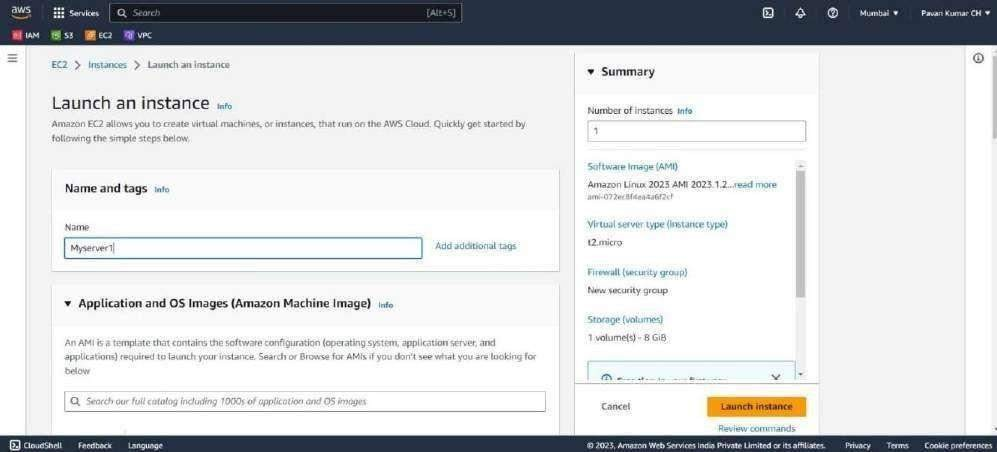 aws
Services
Search
[Alt+S]
Mumbai
Pavan Kumar CH
IAM
S3
EC2
VPC
EC2 > Instances > Launch an instance
Launch an instance Info
Amazon EC2 allows you to create virtual machines, or instances, that run on the AWS Cloud. Quickly get started by
following the simple steps below.
Name and tags Info
Name
Myserver1
Add additional tags
Application and OS Images (Amazon Machine Image) Info
An AMI is a template that contains the software configuration (operating system, application server, and
applications) required to launch your instance. Search or Browse for AMIs if you don't see what you are looking for
below
Search our full catalog including 1000s of application and OS images
Summary
Number of instances Info
1
Software Image (AMI)
Amazon Linux 2023 AMI 2023.1.2...read more
ami-072ec8f4ea4a6f2cf
Virtual server type (instance type)
t2.micro
Firewall (security group)
New security group
Storage (volumes)
1 volume(s) - 8 GiB
Cancel
Launch instance
Review commands
CloudShell
Feedback
Language
© 2023, Amazon Web Services India Private Limited or its affiliates.
Privacy
Terms
Cookie preferences